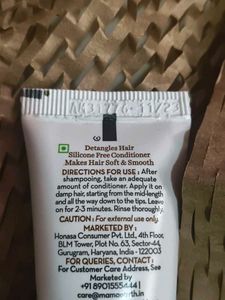 Detangles Hair
Silicone Free Conditioner
Makes Hair Soft & Smooth
DIRECTIONS FOR USE : After
shampooing, take an adequate
amount of conditioner. Apply it on
damp hair, starting from the mid-length
and all the way down to the tips. Leave
on for 2-3 minutes. Rinse thoroughly.
CAUTION : For external use only.
MARKETED BY :
Honasa Consumer Pvt. Ltd., 4th Floor,
BLM Tower, Plot No. 63, Sector-44,
Gurugram, Haryana, India - 122003
FOR QUERIES, CONTACT :
For Customer Care Address, See
Marketed by
+91 8901555444 |
care@mamaearth.in